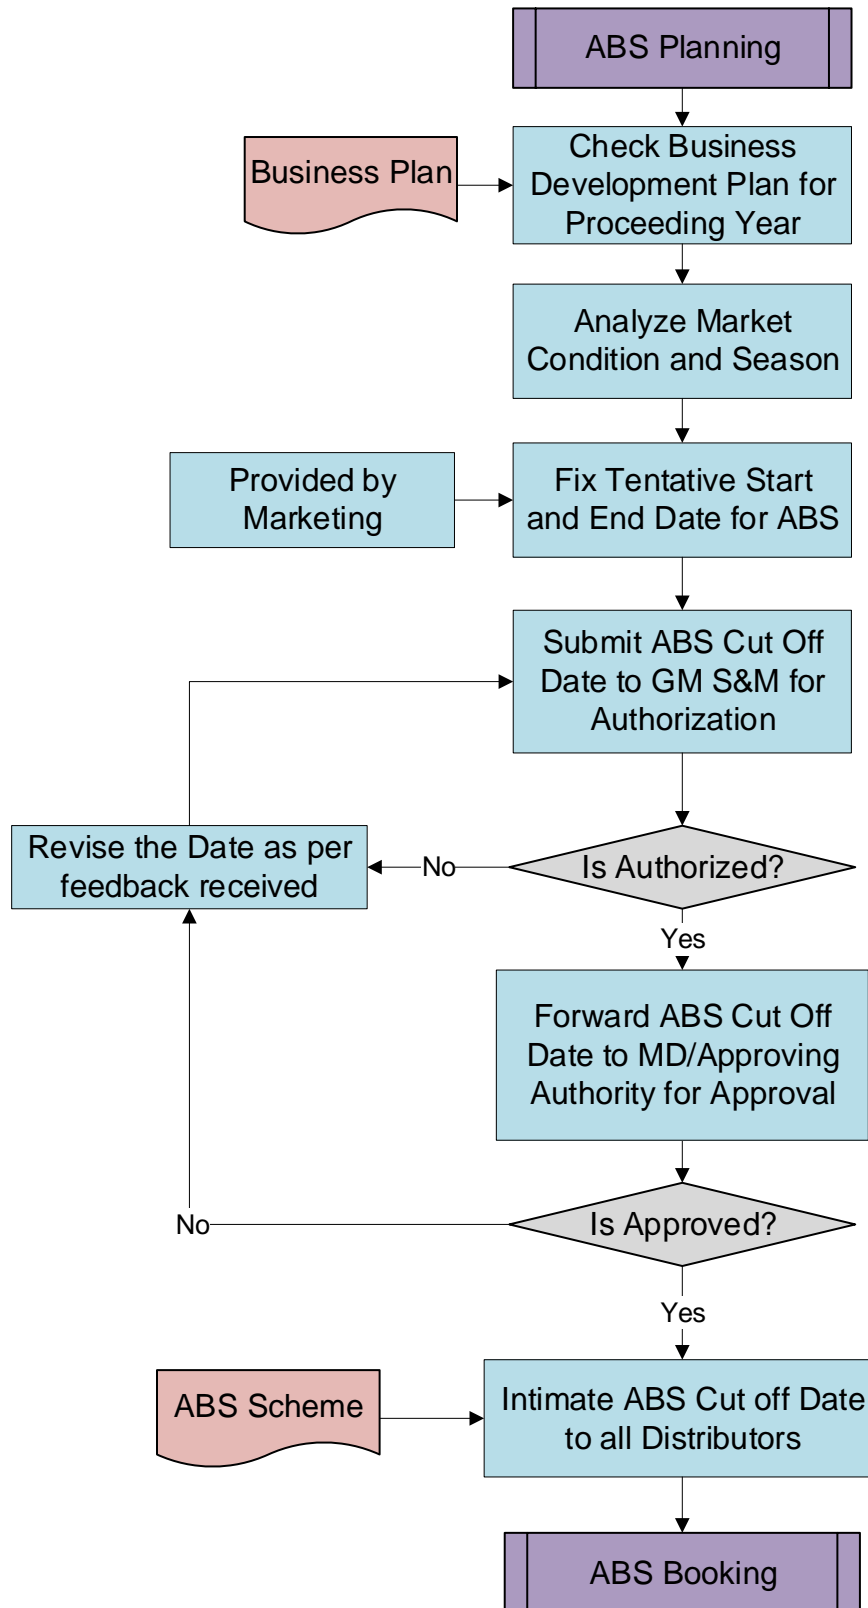 ABS Planning
Business Plan
Check Business
Development Plan for
Proceeding Year
Analyze Market
Condition and Season
Provided by
Marketing
Fix Tentative Start
and End Date for ABS
Submit ABS Cut Off
Date to GM S&M for
Authorization
Revise the Date as per
feedback received
No
Is Authorized?
Yes
Forward ABS Cut Off
Date to MD/Approving
Authority for Approval
No
Is Approved?
Yes
ABS Scheme
Intimate ABS Cut off Date
to all Distributors
ABS Booking